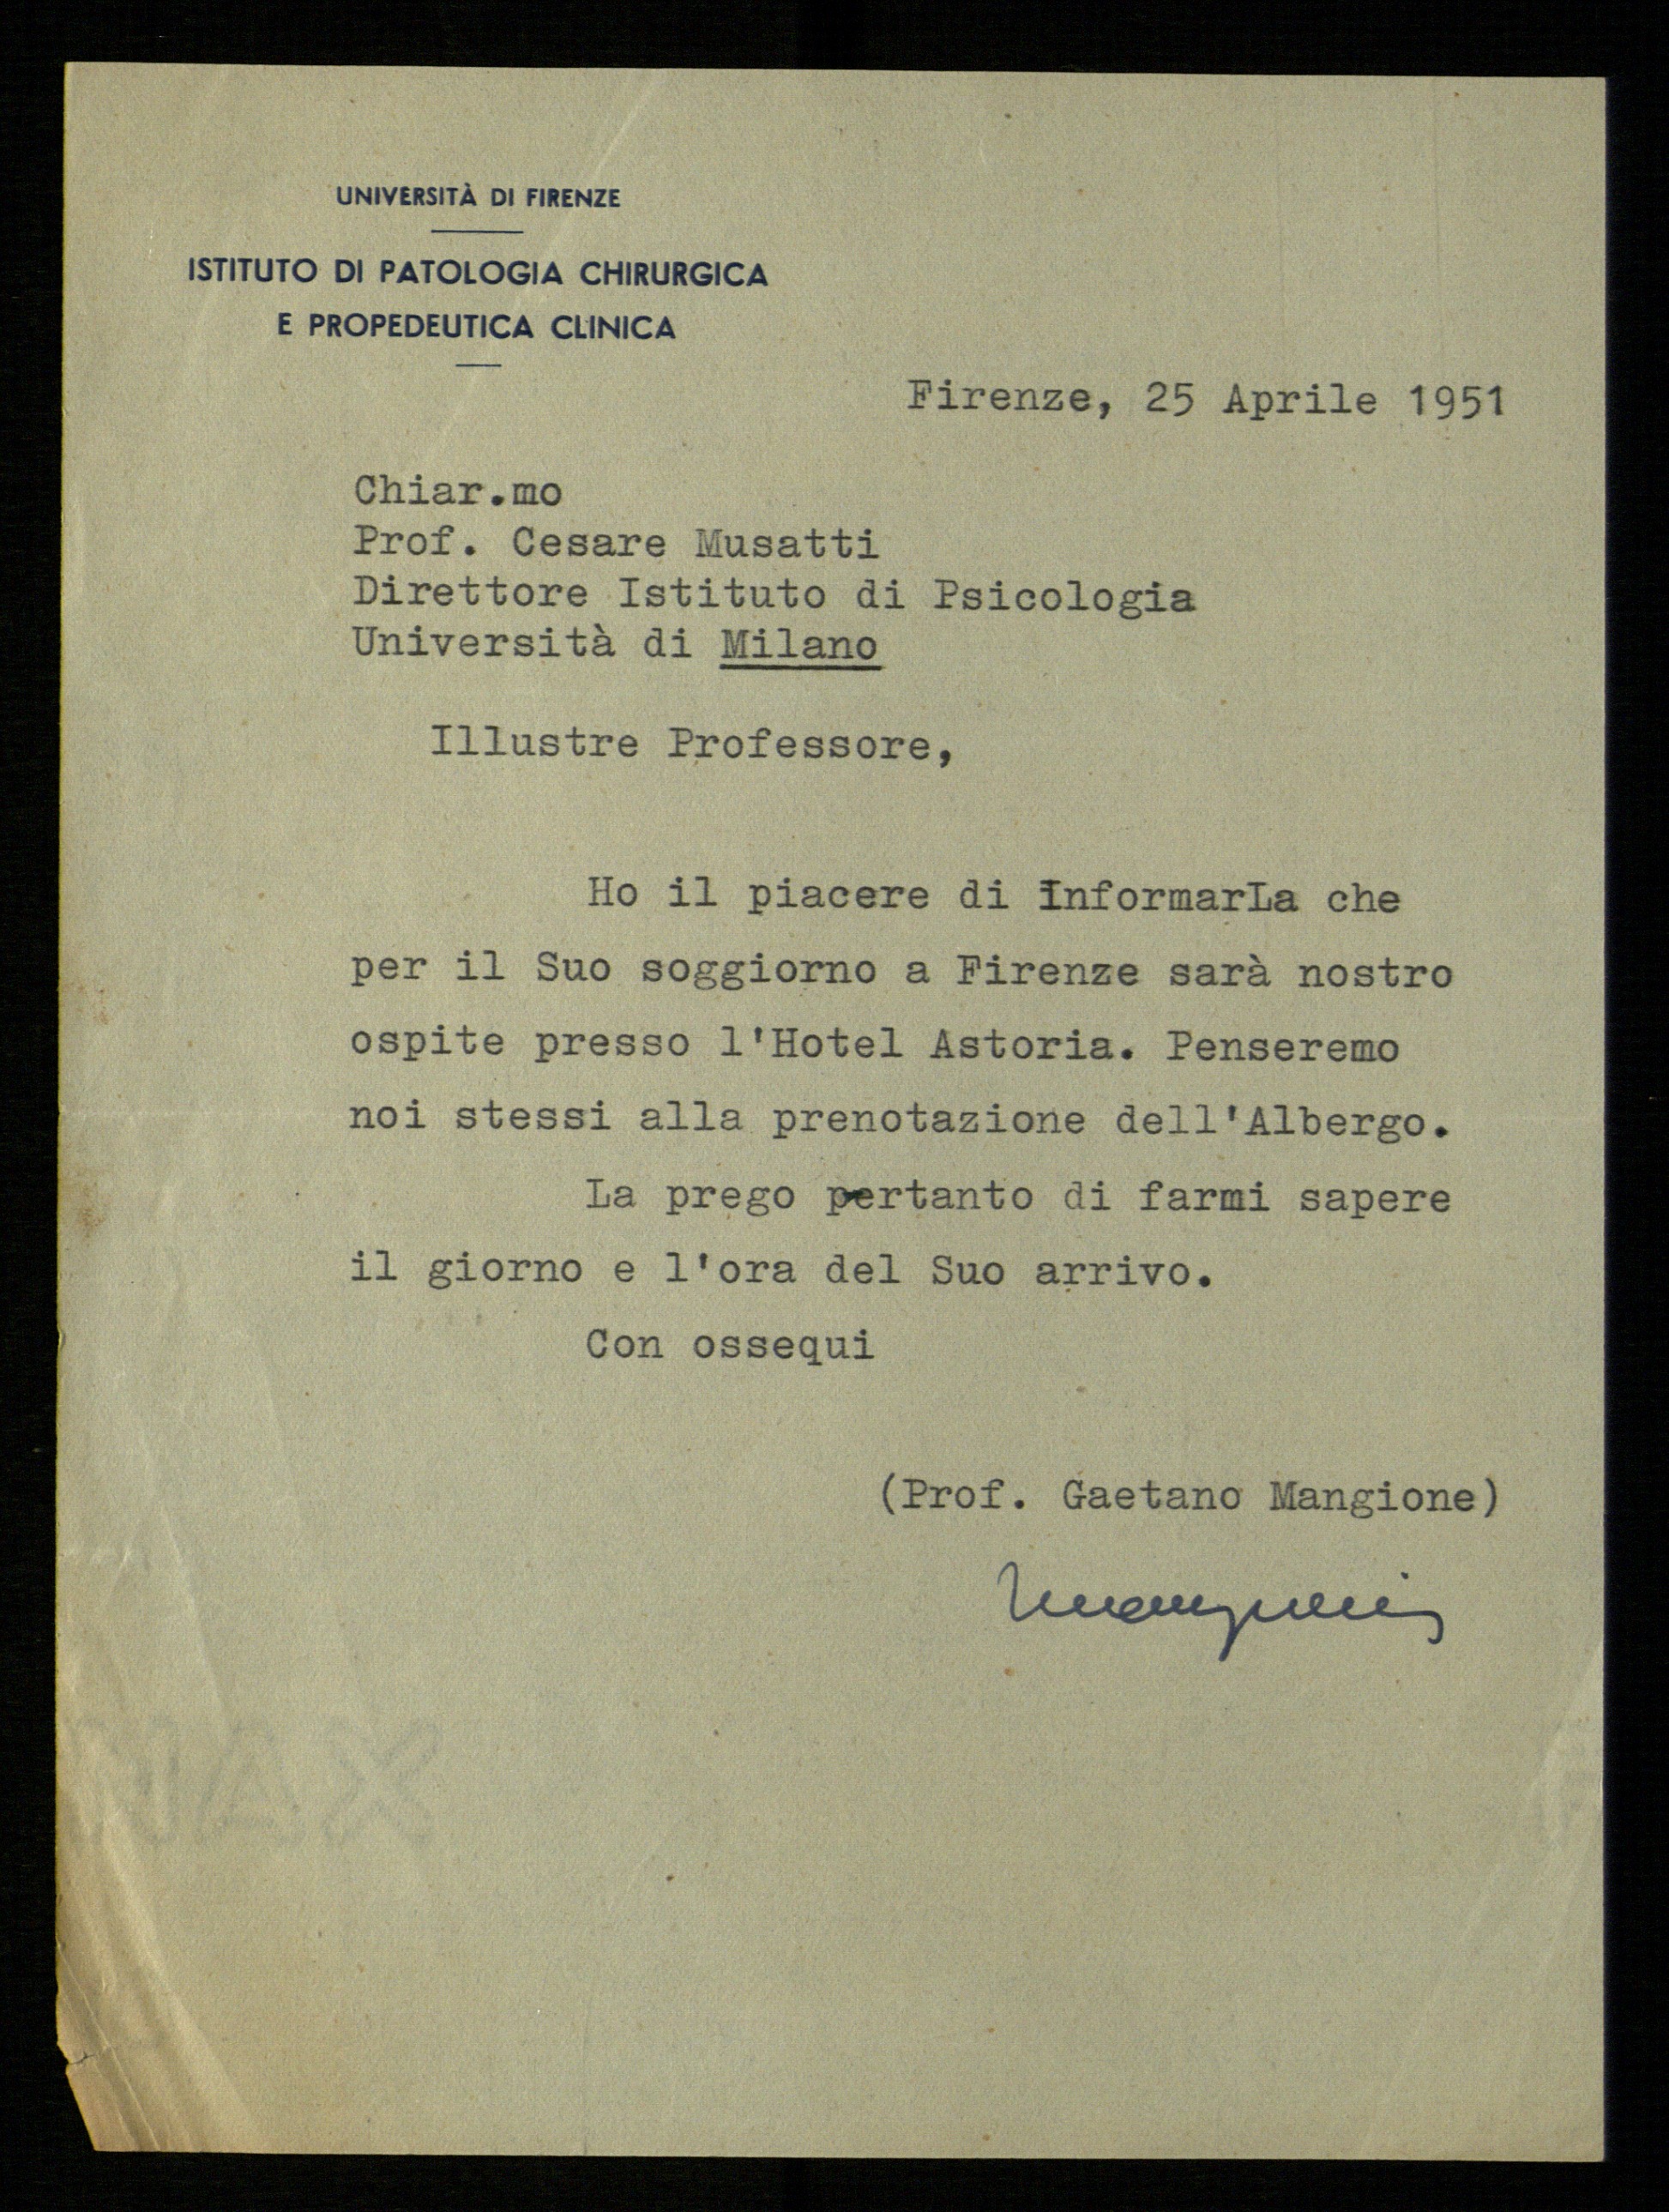 UNIVERSITÀ DI FIRENZE
ISTITUTO DI PATOLOGIA CHIRURGICA
E PROPEDEUTICA CLINICA
Firenze, 25 Aprile 1951
Chiar.mo
Prof. Cesare Musatti
Direttore Istituto di Psicologia
Università di Milano
Illustre Professore,
Ho il piacere di informarLa che
per il Suo soggiorno a Firenze sarà nostro
ospite presso l'Hotel Astoria. Penseremo
noi stessi alla prenotazione dell'Albergo.
La prego pertanto di farmi sapere
il giorno e l'ora del Suo arrivo.
Con ossequi
(Prof. Gaetano Mangione)